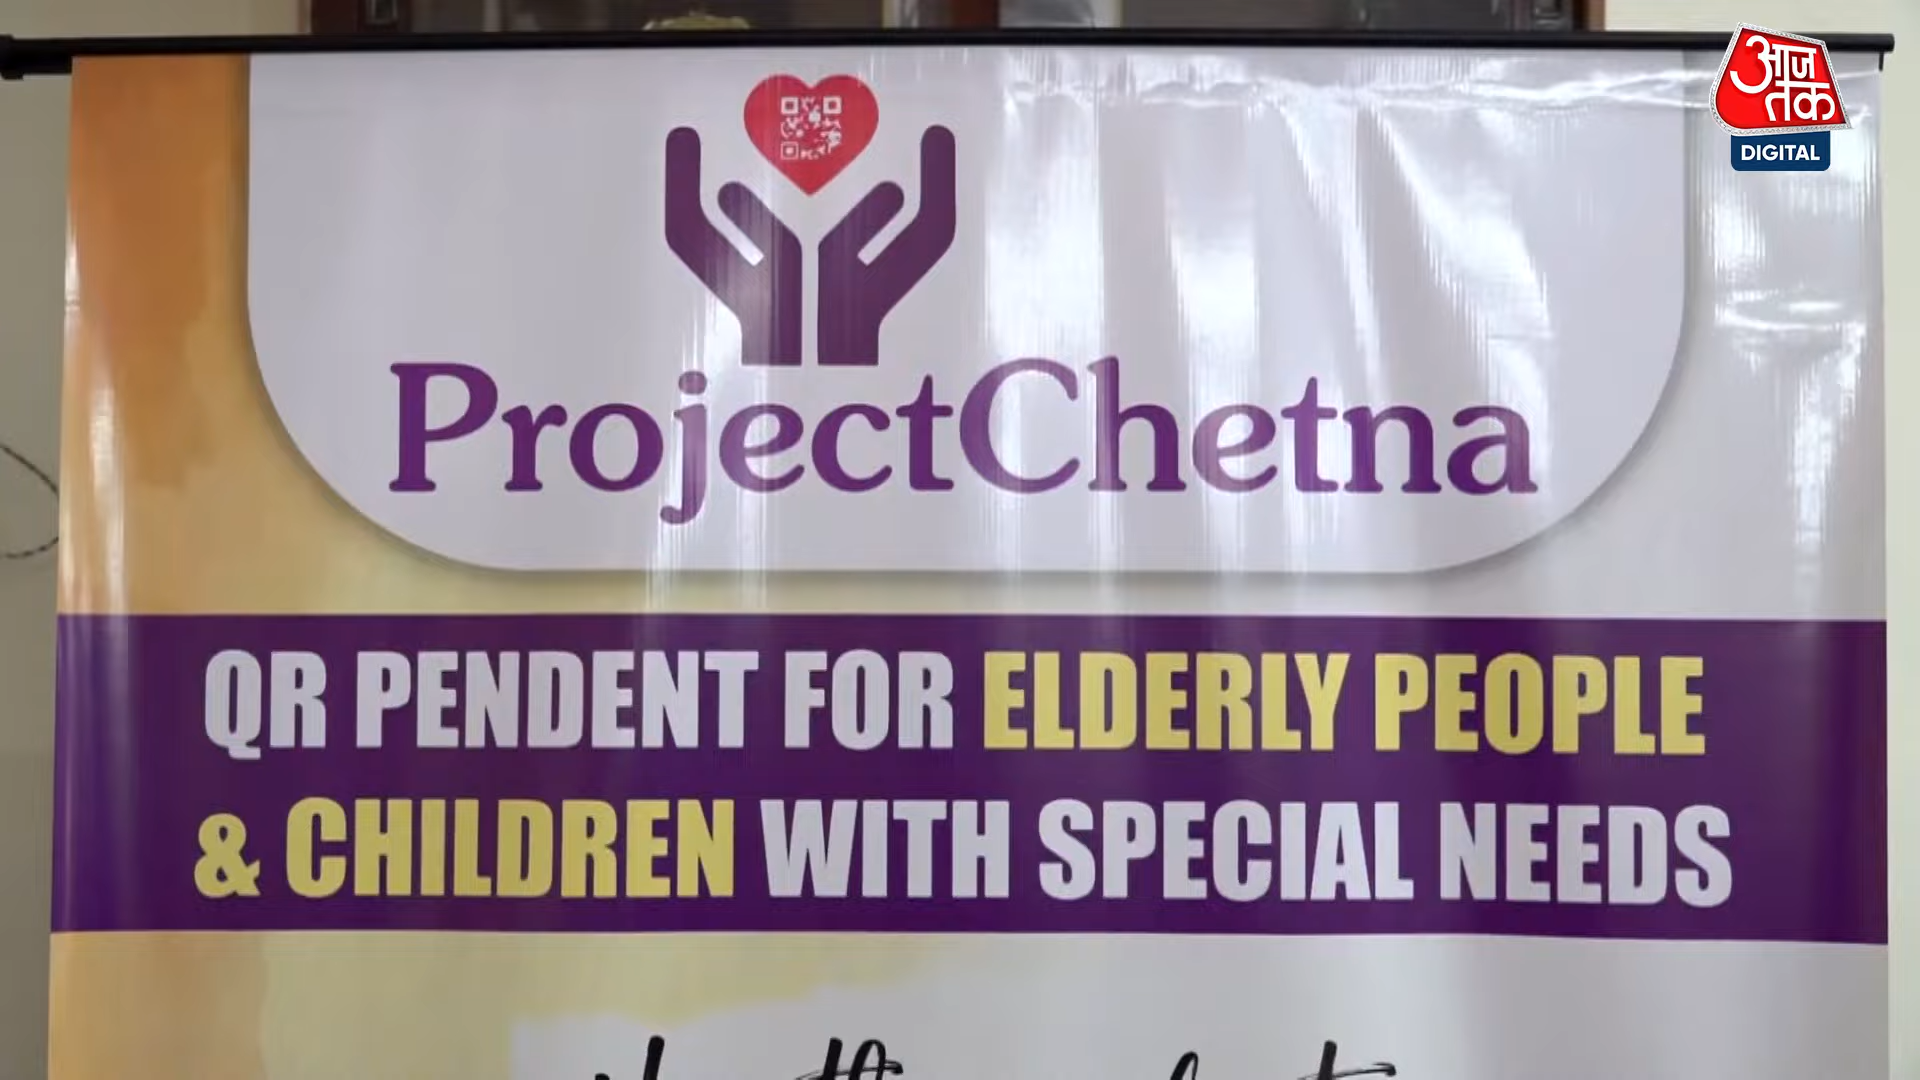 आज
तक
DIGITAL
ProjectChetna
QR PENDENT FOR ELDERLY PEOPLE
& CHILDREN WITH SPECIAL NEEDS